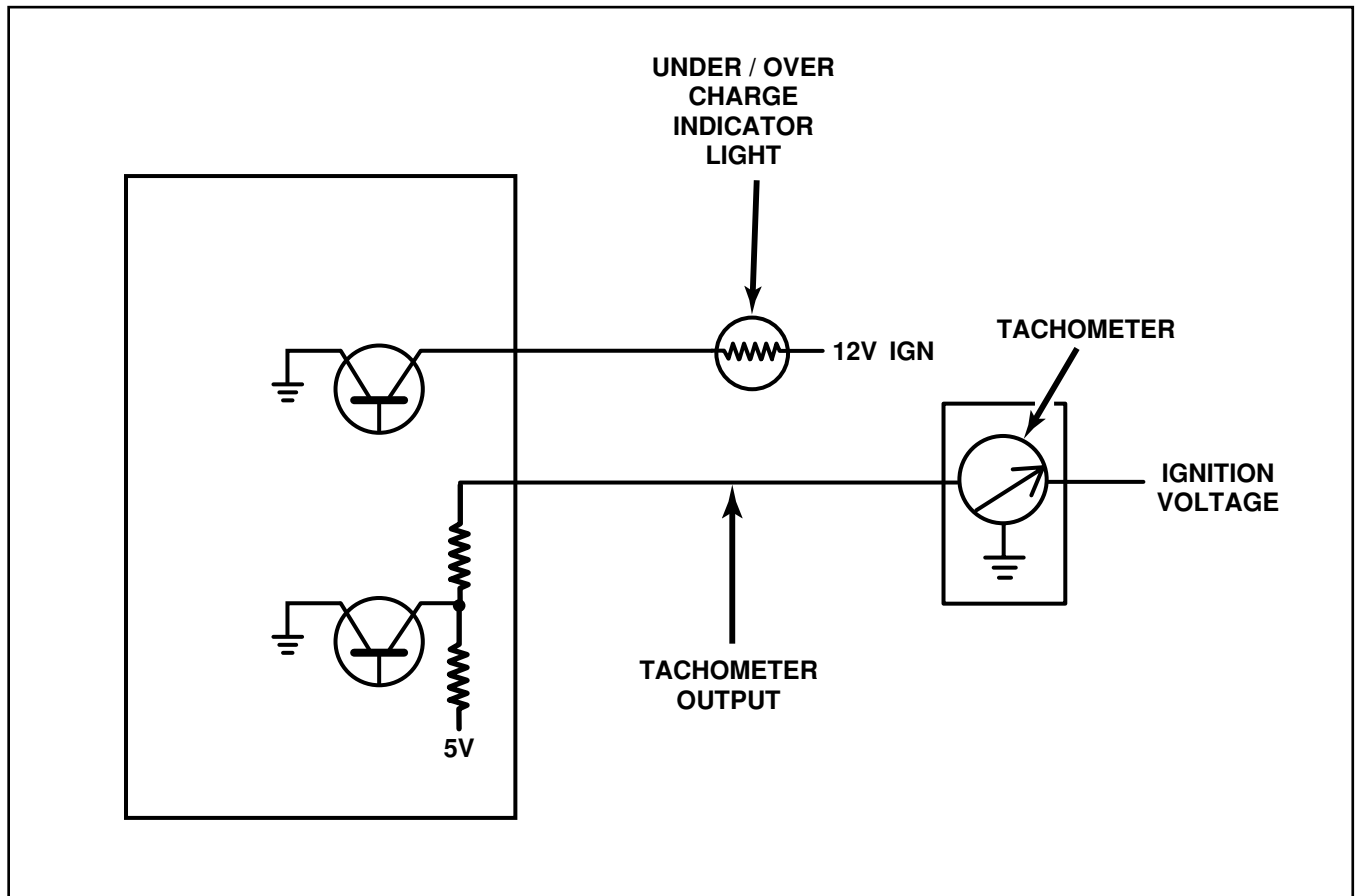 UNDER / OVER
CHARGE
INDICATOR
LIGHT
12V IGN
TACHOMETER
IGNITION
VOLTAGE
TACHOMETER
OUTPUT
5V